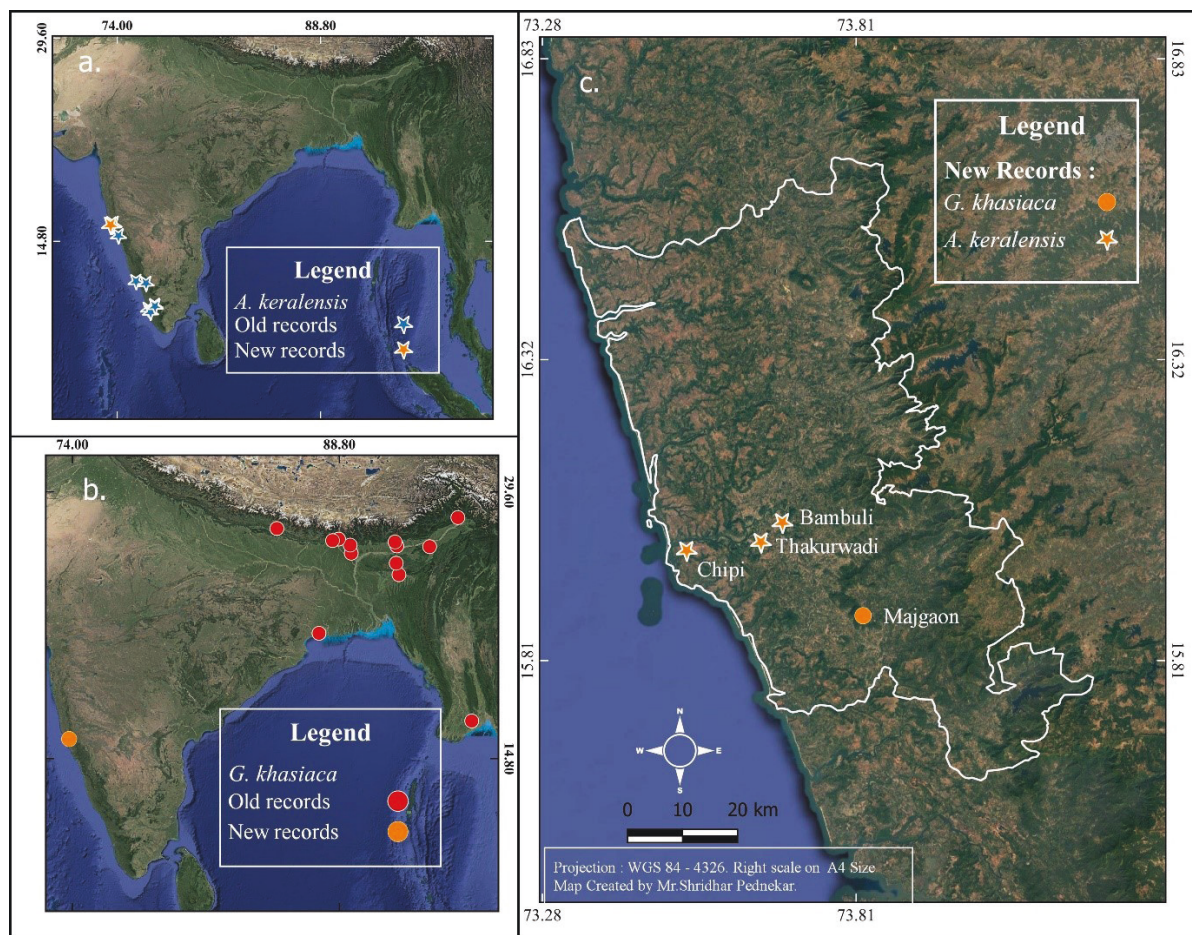 74.00 88.80
29.60
a.
14.80
Legend
A. keralensis
Old records
New records
74.00 88.80
29.60
b.
14.80
Legend
G. khasiaca
Old records
New records
73.28 73.81
16.83 16.83
c.
Legend
New Records :
G. khasiaca
A. keralensis
16.32 16.32
Bambuli
Thakurwadi
Chipi
Majgaon
15.81 15.81
N
W E
S
0 10 20 km
Projection : WGS 84 - 4326. Right scale on A4 Size
Map Created by Mr.Shridhar Pednekar.
73.28 73.81